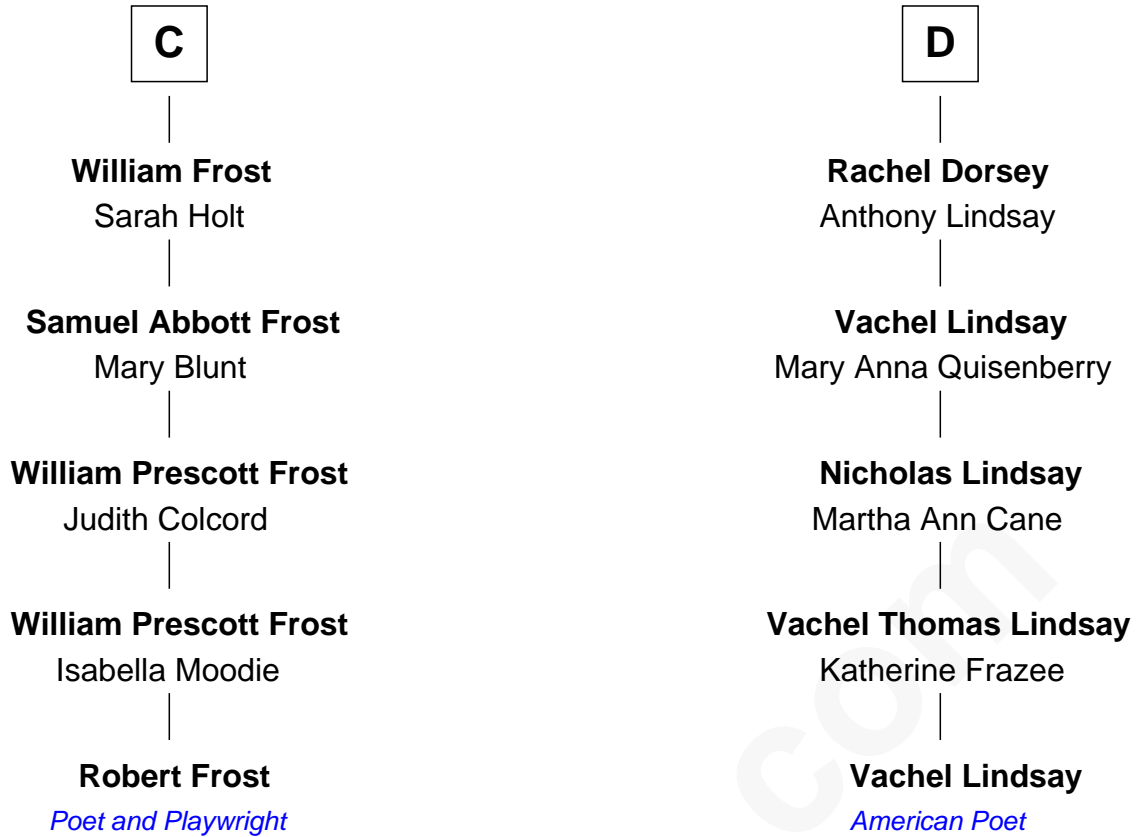 C
William Frost
Sarah Holt
Samuel Abbott Frost
Mary Blunt
William Prescott Frost
Judith Colcord
William Prescott Frost
Isabella Moodie
Robert Frost
Poet and Playwright
D
Rachel Dorsey
Anthony Lindsay
Vachel Lindsay
Mary Anna Quisenberry
Nicholas Lindsay
Martha Ann Cane
Vachel Thomas Lindsay
Katherine Frazee
Vachel Lindsay
American Poet
com